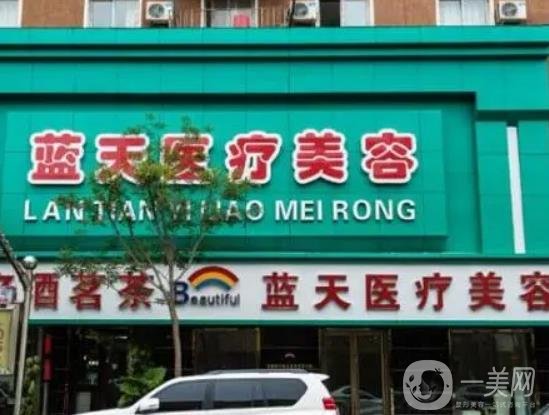 蓝天医疗美容
LAN TIAN YI LIAO MEI RONG
酒茗茶 Beautiful 蓝天医疗美容
一美网